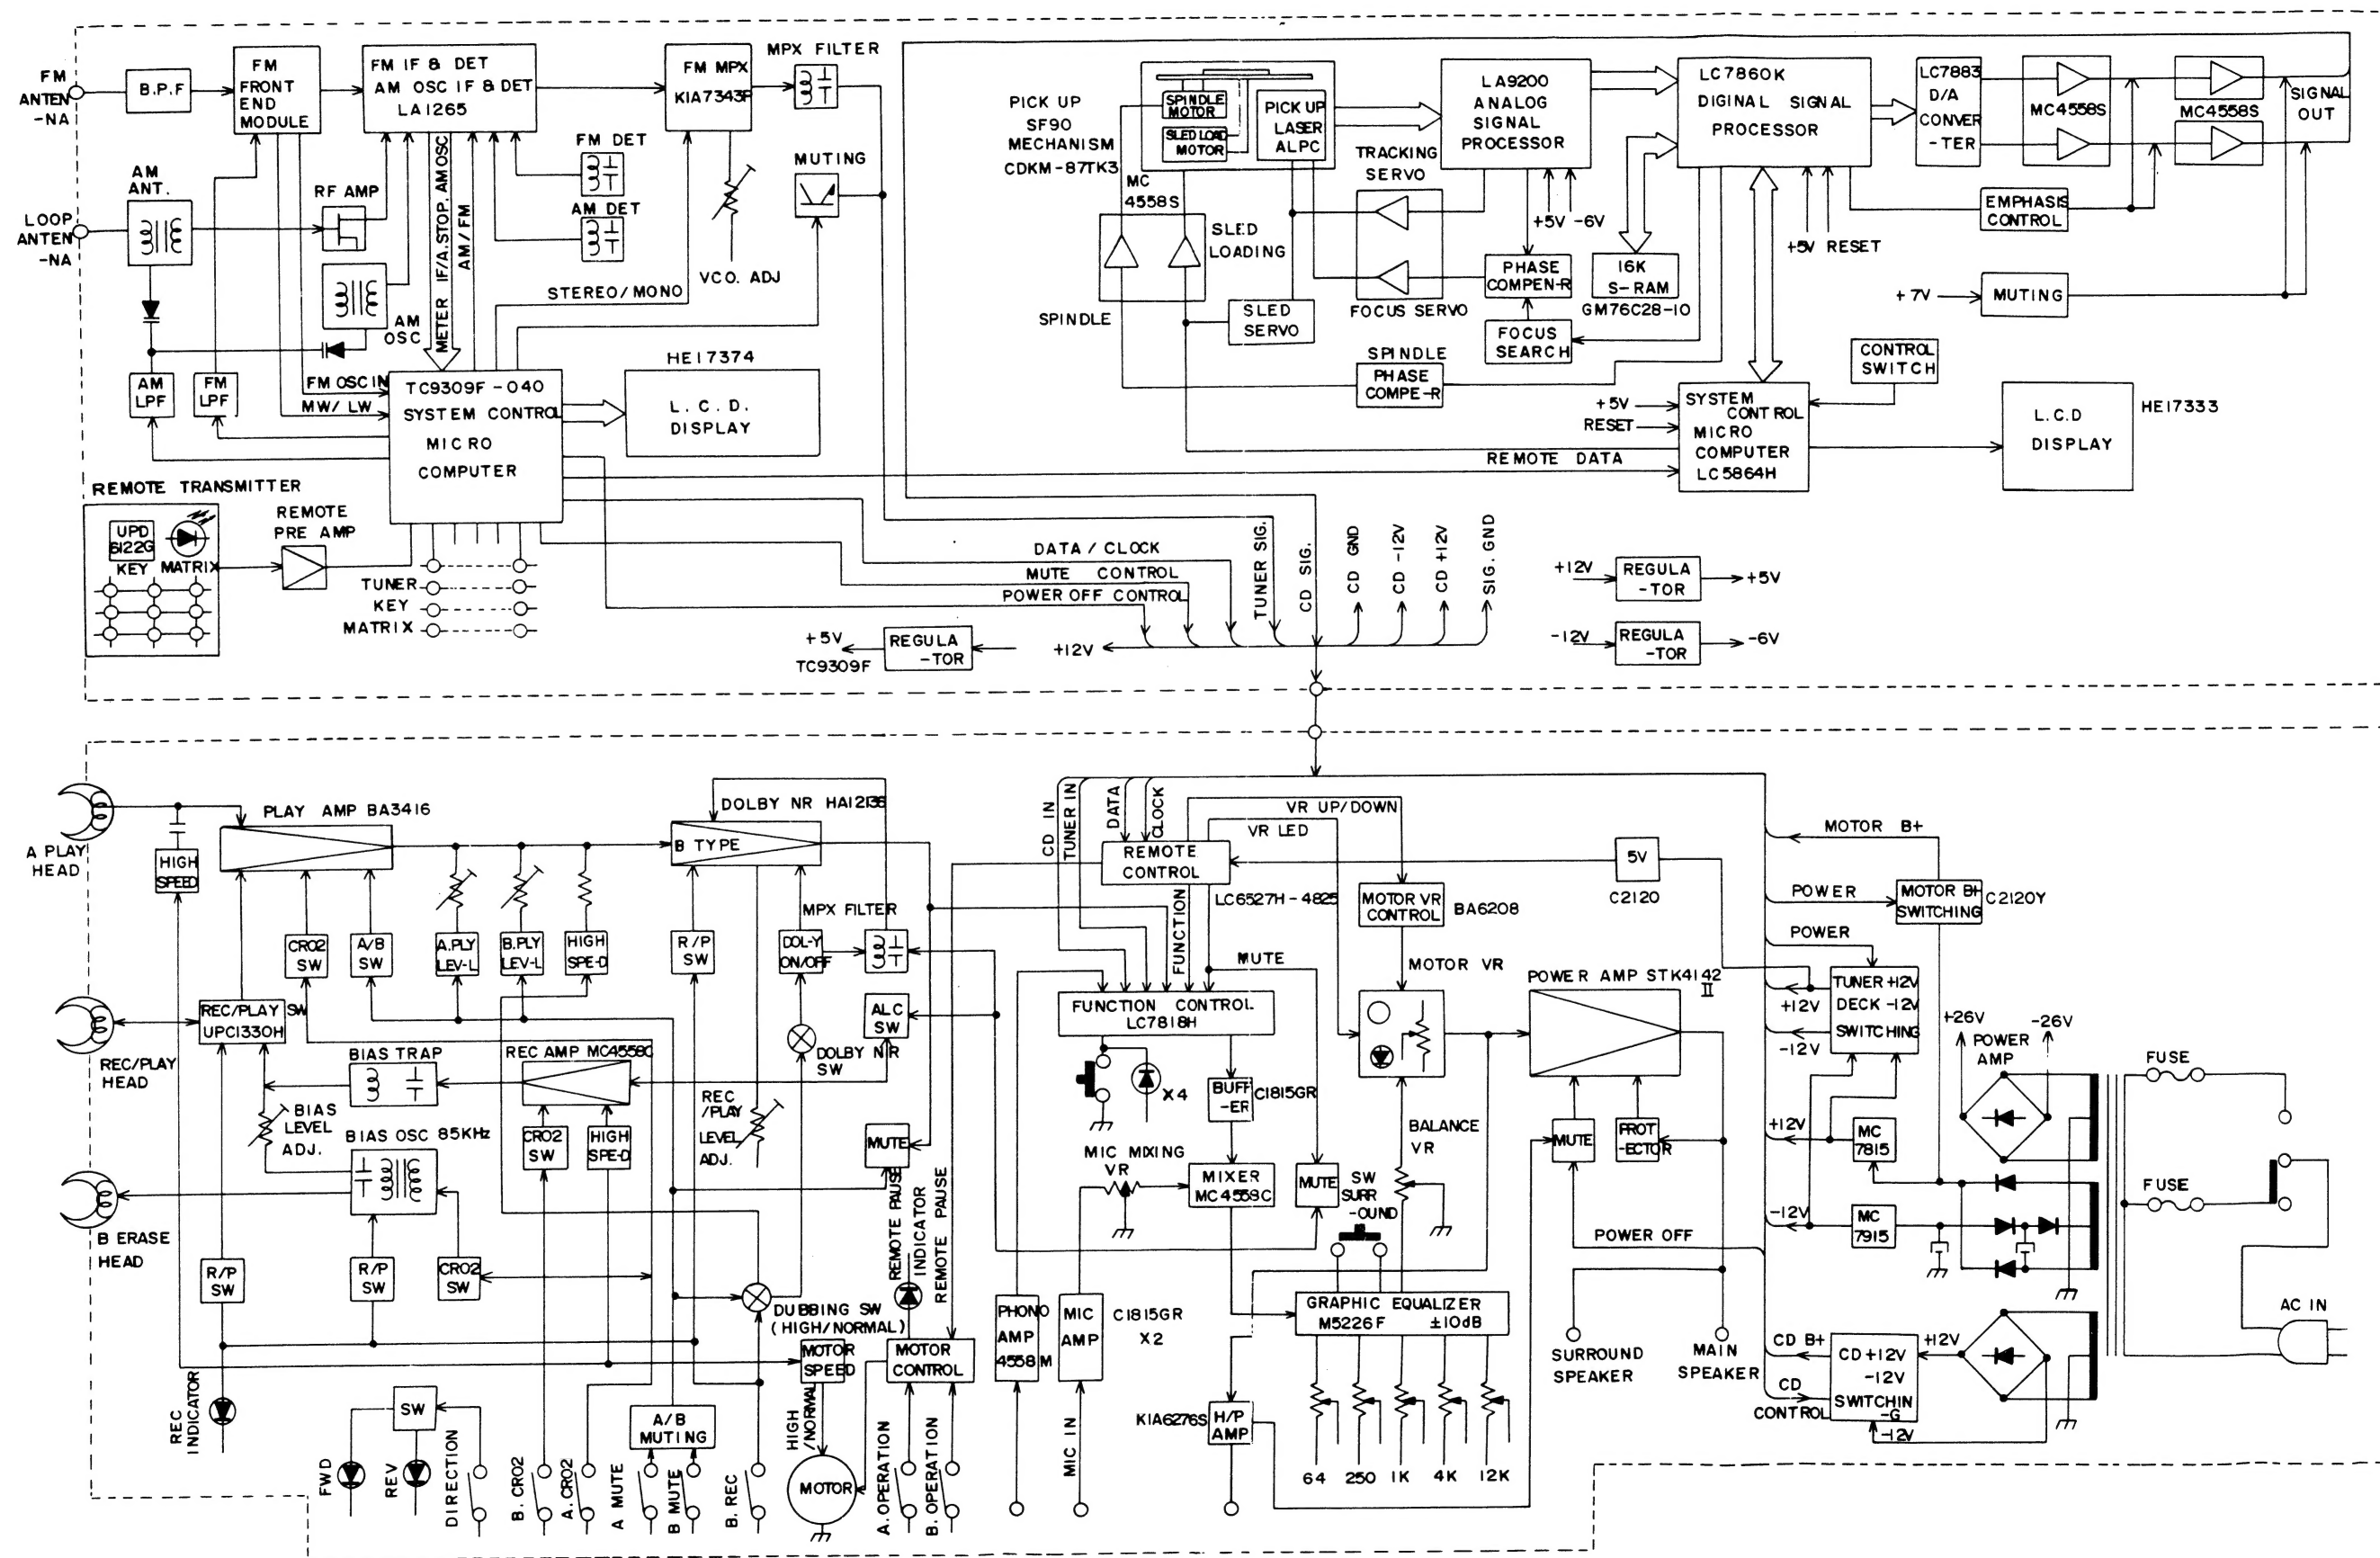 FM
ANTEN
-NA
B.P.F
FM
FRONT
END
MODULE
FM IF & DET
AM OSC IF & DET
LA1265
FM MPX
KIA7343P
MPX FILTER
FM DET
AM DET
MUTING
VCO. ADJ
AM
ANT.
LOOP
ANTEN
-NA
RF AMP
AM
OSC
METER IF/A.STOP. AMOSC
AM/FM
STEREO/MONO
AM
LPF
FM
LPF
FM OSC IN
MW/ LW
TC9309F-040
SYSTEM CONTROL
MICRO
COMPUTER
HE17374
L. C. D.
DISPLAY
REMOTE TRANSMITTER
UPD
6122G
KEY MATRIX
REMOTE
PRE AMP
TUNER
KEY
MATRIX
DATA / CLOCK
MUTE CONTROL
POWER OFF CONTROL
+5V
TC9309F
REGULA
-TOR
+12V
TUNER SIG.
CD SIG.
CD GND
CD -12V
CD +12V
SIG. GND
PICK UP
SF90
MECHANISM
CDKM-87TK3
SPINDLE
MOTOR
SLED LOAD
MOTOR
PICK UP
LASER
ALPC
MC
4558S
SLED
LOADING
SPINDLE
SLED
SERVO
TRACKING
SERVO
FOCUS SERVO
LA9200
ANALOG
SIGNAL
PROCESSOR
+5V -6V
PHASE
COMPEN-R
FOCUS
SEARCH
SPINDLE
PHASE
COMPE-R
16K
S-RAM
GM76C28-10
LC7860K
DIGINAL SIGNAL
PROCESSOR
+5V RESET
LC7883
D/A
CONVER
-TER
MC4558S
MC4558S
SIGNAL
OUT
EMPHASIS
CONTROL
+7V
MUTING
CONTROL
SWITCH
+5V
RESET
SYSTEM
CONTROL
MICRO
COMPUTER
LC5864H
REMOTE DATA
L.C.D
DISPLAY
HE17333
+12V
REGULA
-TOR
+5V
-12V
REGULA
-TOR
-6V
A PLAY
HEAD
HIGH
SPEED
PLAY AMP BA3416
DOLBY NR HA12136
B TYPE
CRO2
SW
A/B
SW
A.PLY
LEV-L
B.PLY
LEV-L
HIGH
SPE-D
R/P
SW
DOL-Y
ON/OFF
MPX FILTER
ALC
SW
DOLBY N/R
SW
REC/PLAY SW
UPC1330H
REC/PLAY
HEAD
BIAS TRAP
REC AMP MC4558C
BIAS
LEVEL
ADJ.
BIAS OSC 85KHz
CRO2
SW
HIGH
SPE-D
REC
/PLAY
LEVEL
ADJ.
MUTE
B ERASE
HEAD
R/P
SW
R/P
SW
CRO2
SW
REMOTE PAUSE
INDICATOR
REMOTE PAUSE
DUBBING SW
(HIGH/NORMAL)
MOTOR
SPEED
MOTOR
CONTROL
REC
INDICATOR
SW
FWD
REV
DIRECTION
B. CRO2
A. CRO2
A/B
MUTING
A MUTE
B MUTE
B. REC
HIGH
/NORMAL
MOTOR
A. OPERATION
B. OPERATION
CD IN
TUNER IN
DATA
CLOCK
VR UP/DOWN
VR LED
REMOTE
CONTROL
LC6527H-4825
FUNCTION
MUTE
MOTOR VR
CONTROL
BA6208
MOTOR VR
5V
C2120
FUNCTION CONTROL
LC7818H
X4
BUFF
-ER
C1815GR
MIC MIXING
VR
MIXER
MC4558C
MUTE
SW
SURR
-OUND
BALANCE
VR
PHONO
AMP
4558M
MIC
AMP
C1815GR
X2
MIC IN
GRAPHIC EQUALIZER
M5226F ±10dB
64 250 1K 4K 12K
KIA6276S
H/P
AMP
POWER AMP STK4142
II
MUTE
PROT
-ECTOR
POWER OFF
SURROUND
SPEAKER
MAIN
SPEAKER
MOTOR B+
POWER
MOTOR B+
SWITCHING
C2120Y
POWER
TUNER +12V
DECK -12V
SWITCHING
+12V
-12V
+26V
-26V
POWER
AMP
+12V
MC
7815
-12V
MC
7915
FUSE
FUSE
AC IN
CD B+
CD +12V
-12V
SWITCHIN
-G
+12V
-12V
CD
CONTROL